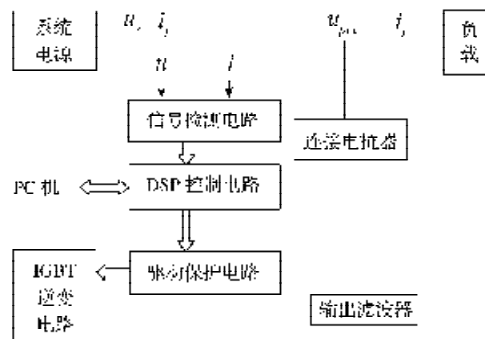 系统
电源
负
载
u
i
信号检测电路
连接电抗器
PC 机
DSP 控制电路
IGBT
逆变
电路
驱动保护电路
输出滤波器